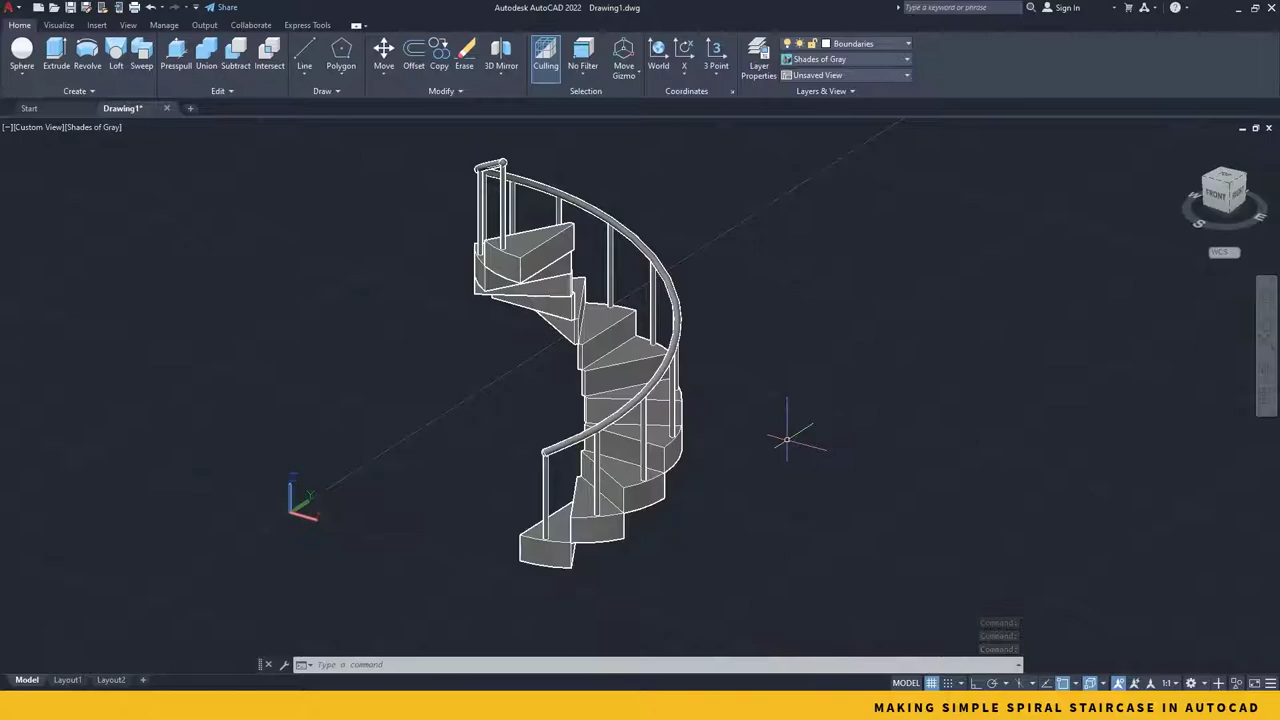 Share
Autodesk AutoCAD 2022 Drawing1.dwg
Type a keyword or phrase
Sign In
Home Visualize Insert View Manage Output Collaborate Express Tools
Sphere Extrude Revolve Loft Sweep Presspull Union Subtract Intersect Line Polygon Move Offset Copy Erase 3D Mirror Culling No Filter Move Gizmo World X 3 Point Layer Properties
Boundaries
Shades of Gray
Unsaved View
Create Edit Draw Modify Selection Coordinates Layers & View
Start Drawing1*
[−][Custom View][Shades of Gray]
TOP
FRONT
W
S
E
WCS
Y
Command:
Command:
Command:
Type a command
Model Layout1 Layout2
MODEL
1:1
MAKING SIMPLE SPIRAL STAIRCASE IN AUTOCAD